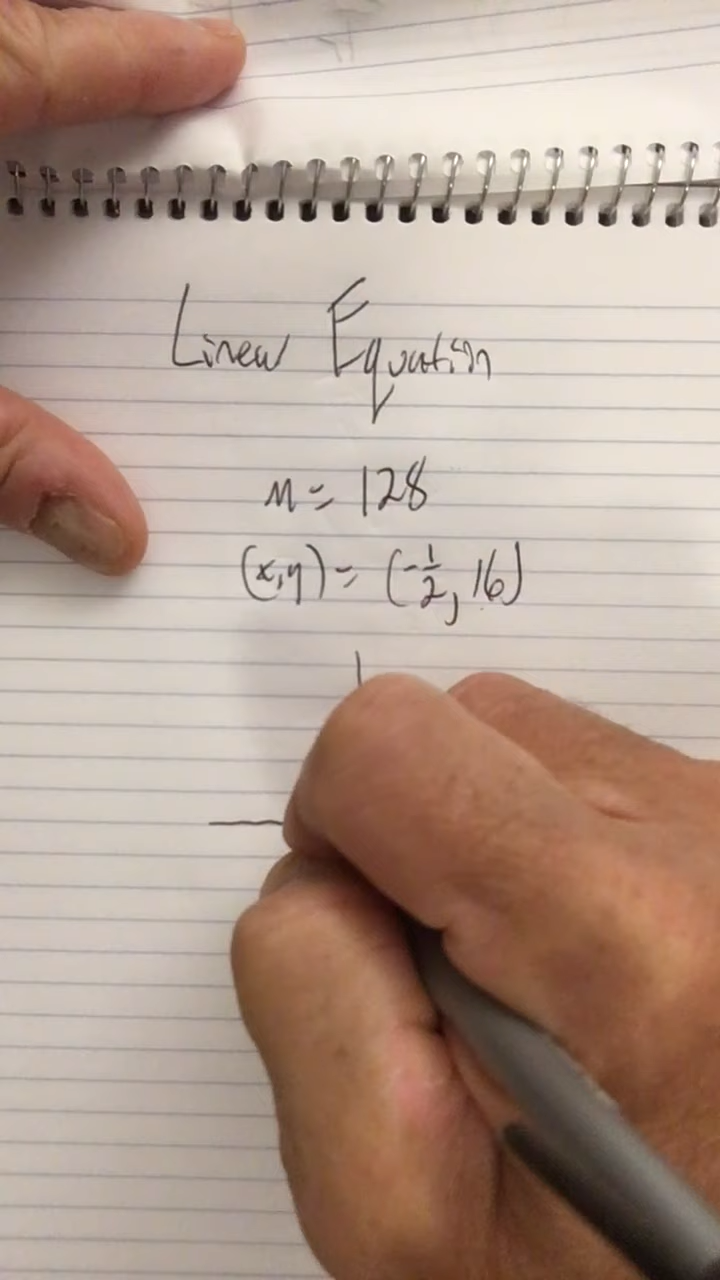 Linear Equation
m = 128
(x,y) = (-1/2, 16)